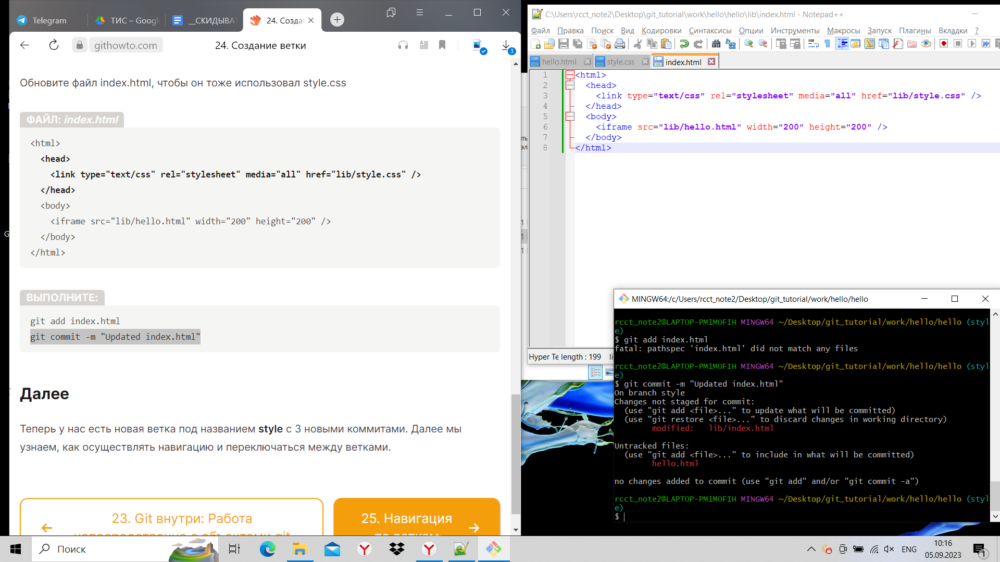 Telegram
ТИС – Googl
__СКИДЫВАТ
24. Созда
githowto.com
24. Создание ветки
3
Обновите файл index.html, чтобы он тоже использовал style.css
ФАЙЛ: index.html
<html>
<head>
<link type="text/css" rel="stylesheet" media="all" href="lib/style.css" />
</head>
<body>
<iframe src="lib/hello.html" width="200" height="200" />
</body>
</html>
ВЫПОЛНИТЕ:
git add index.html
git commit -m "Updated index.html"
Далее
Теперь у нас есть новая ветка под названием style с 3 новыми коммитами. Далее мы
узнаем, как осуществлять навигацию и переключаться между ветками.
23. Git внутри: Работа
непосредственно с объектами git
25. Навигация
по веткам
C:\Users\rcct_note2\Desktop\git_tutorial\work\hello\hello\lib\index.html - Notepad++
Файл Правка Поиск Вид Кодировки Синтаксисы Опции Инструменты Макросы Запуск Плагины Вкладки ?
hello.html
style.css
index.html
1 <html>
2 <head>
3 <link type="text/css" rel="stylesheet" media="all" href="lib/style.css" />
4 </head>
5 <body>
6 <iframe src="lib/hello.html" width="200" height="200" />
7 </body>
8 </html>
Hyper Te length : 199 li
MINGW64:/c/Users/rcct_note2/Desktop/git_tutorial/work/hello/hello
rcct_note2@LAPTOP-PM1MOFIH MINGW64 ~/Desktop/git_tutorial/work/hello/hello (styl
e)
$ git add index.html
fatal: pathspec 'index.html' did not match any files
rcct_note2@LAPTOP-PM1MOFIH MINGW64 ~/Desktop/git_tutorial/work/hello/hello (styl
e)
$ git commit -m "Updated index.html"
On branch style
Changes not staged for commit:
(use "git add <file>..." to update what will be committed)
(use "git restore <file>..." to discard changes in working directory)
modified: lib/index.html
Untracked files:
(use "git add <file>..." to include in what will be committed)
hello.html
no changes added to commit (use "git add" and/or "git commit -a")
rcct_note2@LAPTOP-PM1MOFIH MINGW64 ~/Desktop/git_tutorial/work/hello/hello (styl
e)
$
Поиск
ENG
10:16
05.09.2023
1